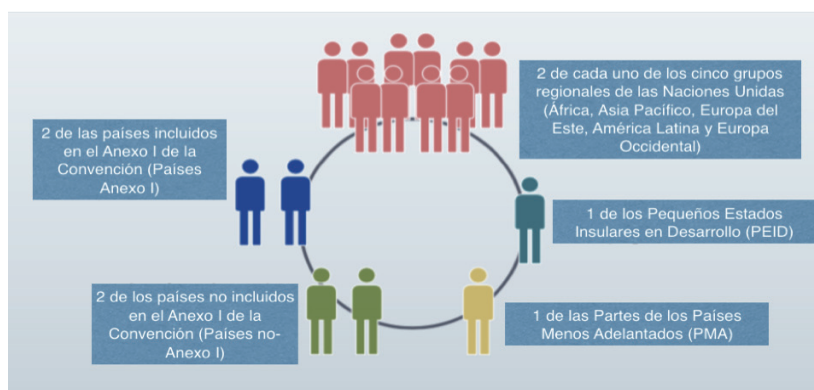 2 de cada uno de los cinco grupos
regionales de las Naciones Unidas
(África, Asia Pacífico, Europa del
Este, América Latina y Europa
Occidental)
2 de las países incluidos
en el Anexo I de la
Convención (Países
Anexo I)
1 de los Pequeños Estados
Insulares en Desarrollo (PEID)
2 de los países no incluidos
en el Anexo I de la
Convención (Países no-
Anexo I)
1 de las Partes de los Países
Menos Adelantados (PMA)